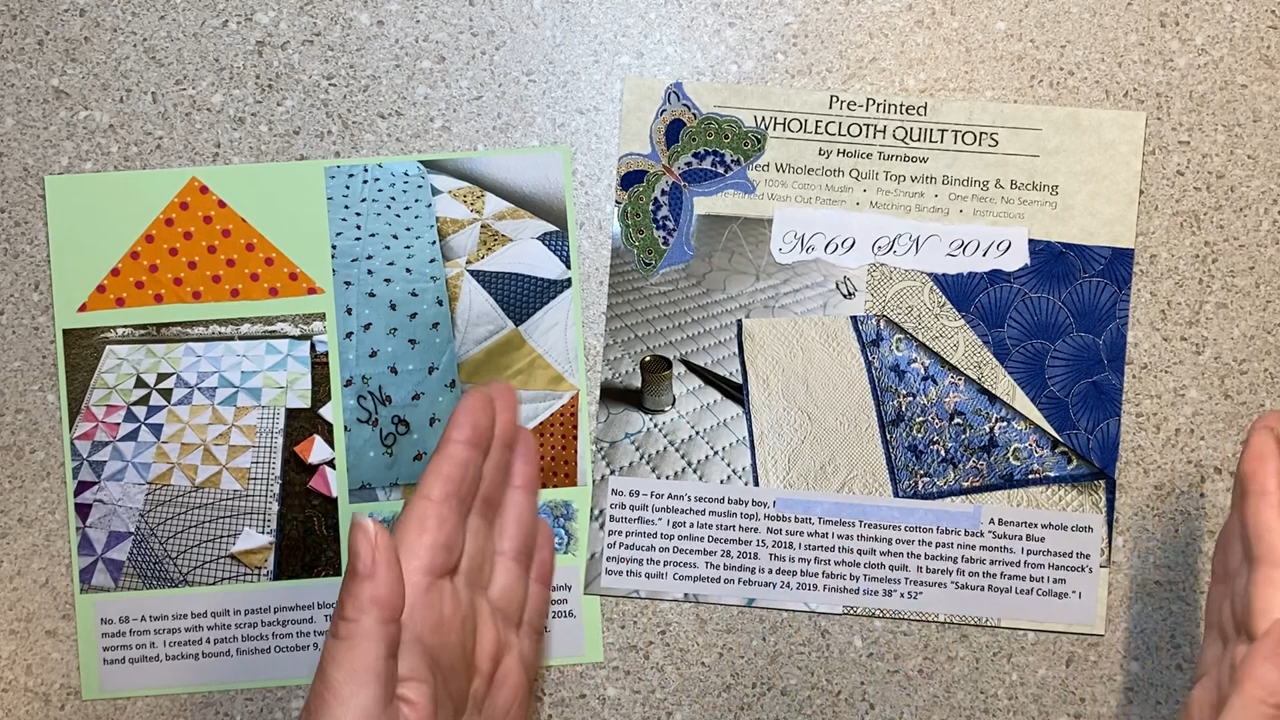 SN
68
No. 68 – A twin size bed quilt in pastel pinwheel
made from scraps with white scrap background.
worms on it. I created 4 patch blocks from the
hand quilted, backing bound, finished October 9,
2016,
Pre-Printed
WHOLECLOTH QUILT TOPS
by Holice Turnbow
Wholecloth Quilt Top with Binding & Backing
100% Cotton Muslin • Pre-Shrunk • One Piece, No Seaming
Pre-Printed Wash Out Pattern • Matching Binding • Instructions
No 69 SN 2019
No. 69 – For Ann's second baby boy, A Benartex whole cloth
crib quilt (unbleached muslin top), Hobbs batt, Timeless Treasures cotton fabric back "Sukura Blue
Butterflies." I got a late start here. Not sure what I was thinking over the past nine months. I purchased the
pre printed top online December 15, 2018, I started this quilt when the backing fabric arrived from Hancock's
of Paducah on December 28, 2018. This is my first whole cloth quilt. It barely fit on the frame but I am
enjoying the process. The binding is a deep blue fabric by Timeless Treasures "Sakura Royal Leaf Collage." I
love this quilt! Completed on February 24, 2019. Finished size 38" x 52"